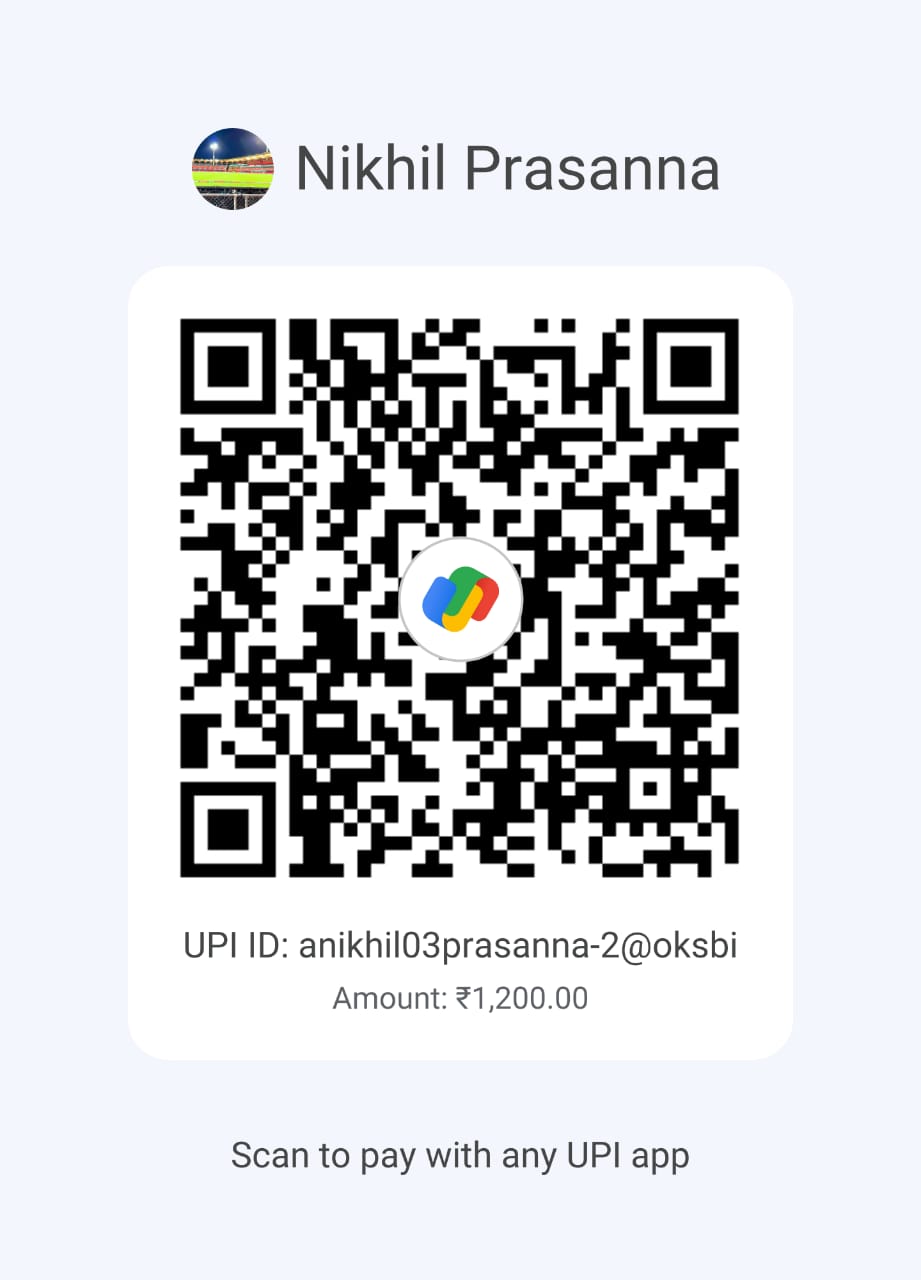 Nikhil Prasanna
UPI ID: anikhil03prasanna-2@oksbi
Amount: ₹1,200.00
Scan to pay with any UPI app